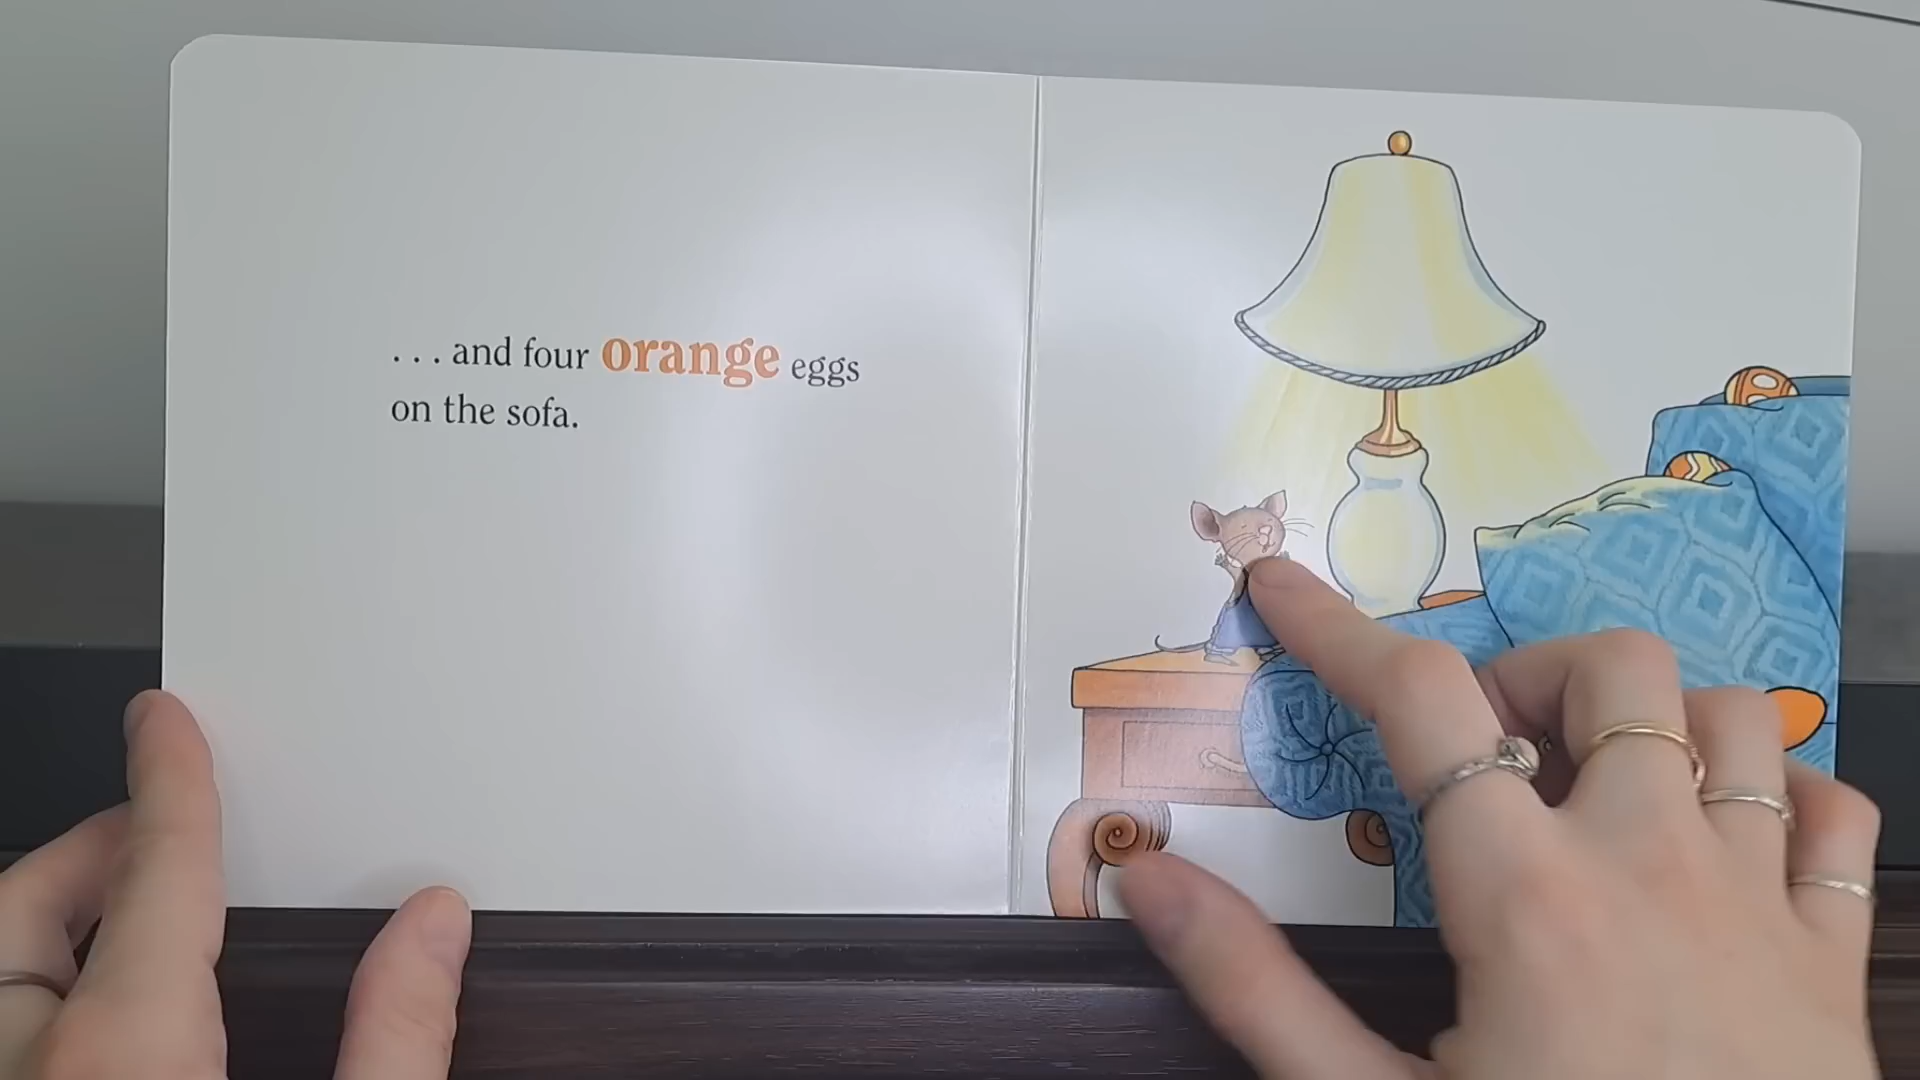 . . . and four orange eggs
on the sofa.